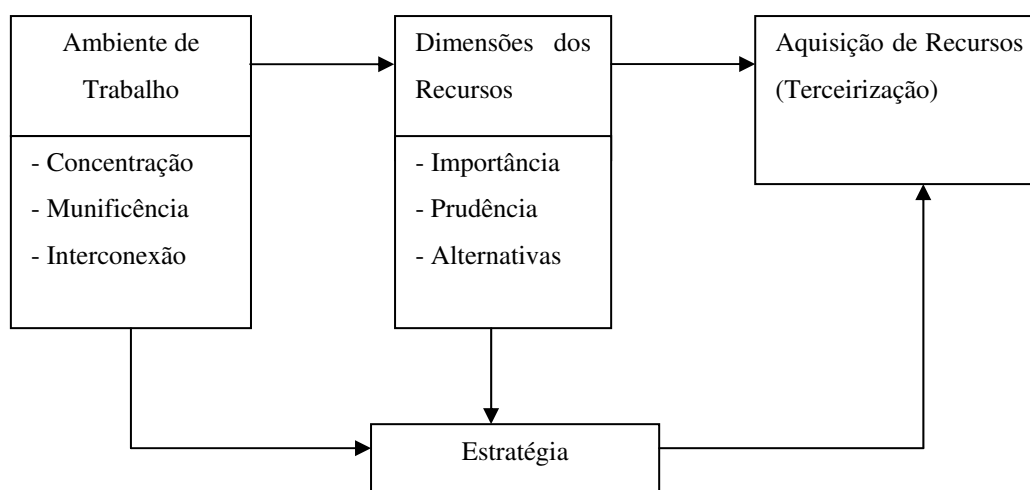 Ambiente de
Trabalho
- Concentração
- Munificência
- Interconexão
Dimensões dos
Recursos
- Importância
- Prudência
- Alternativas
Aquisição de Recursos
(Terceirização)
Estratégia